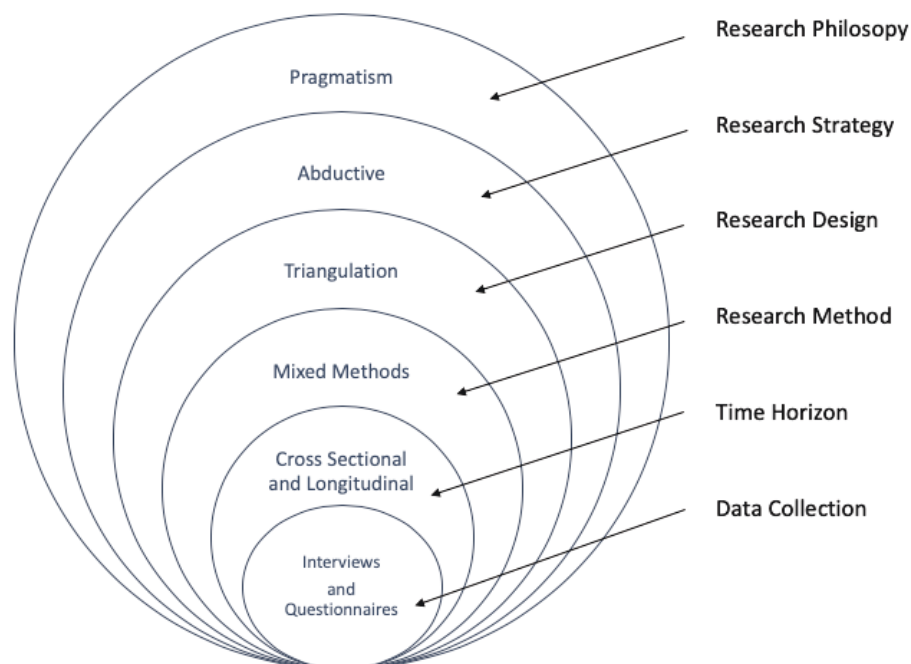 Research Philosopy
Pragmatism
Research Strategy
Abductive
Research Design
Triangulation
Research Method
Mixed Methods
Time Horizon
Cross Sectional
and Longitudinal
Data Collection
Interviews
and
Questionnaires